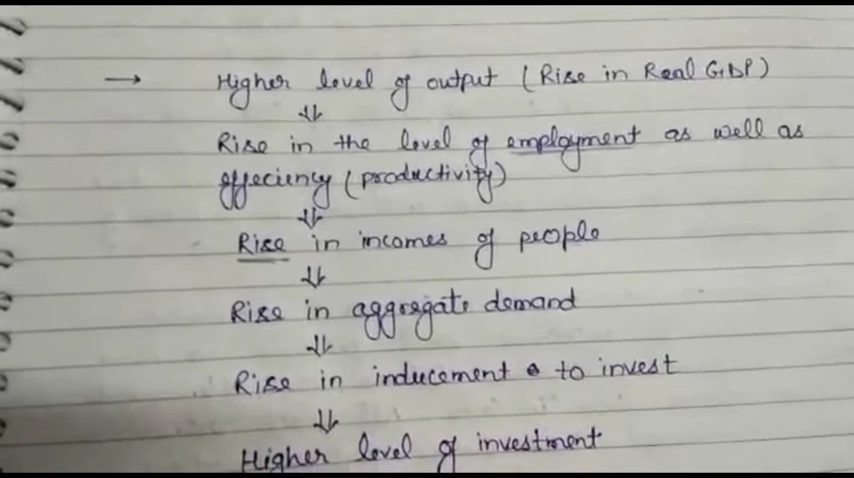 → Higher level of output (Rise in Real GDP)
⇓
Rise in the level of employment as well as
effeciency (productivity)
⇓
Rise in incomes of people
⇓
Rise in aggregate demand
⇓
Rise in inducement to invest
⇓
Higher level of investment